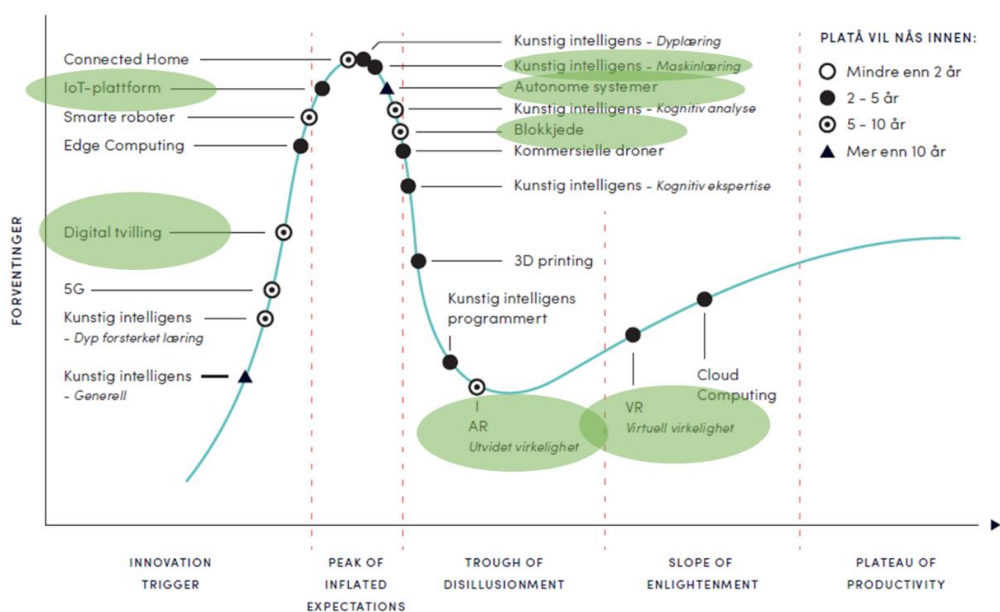 Connected Home
IoT-plattform
Smarte roboter
Edge Computing
Digital tvilling
5G
Kunstig intelligens
- Dyp forsterket læring
Kunstig intelligens
- Generell
Kunstig intelligens - Dyplæring
Kunstig intelligens - Maskinlæring
Autonome systemer
Kunstig intelligens - Kognitiv analyse
Blokkjede
Kommersielle droner
Kunstig intelligens - Kognitiv ekspertise
3D printing
Kunstig intelligens
programmert
AR
Utvidet virkelighet
VR
Virtuell virkelighet
Cloud
Computing
PLATÅ VIL NÅS INNEN:
Mindre enn 2 år
2 - 5 år
5 - 10 år
Mer enn 10 år
FORVENTINGER
INNOVATION
TRIGGER
PEAK OF
INFLATED
EXPECTATIONS
TROUGH OF
DISILLUSIONMENT
SLOPE OF
ENLIGHTENMENT
PLATEAU OF
PRODUCTIVITY